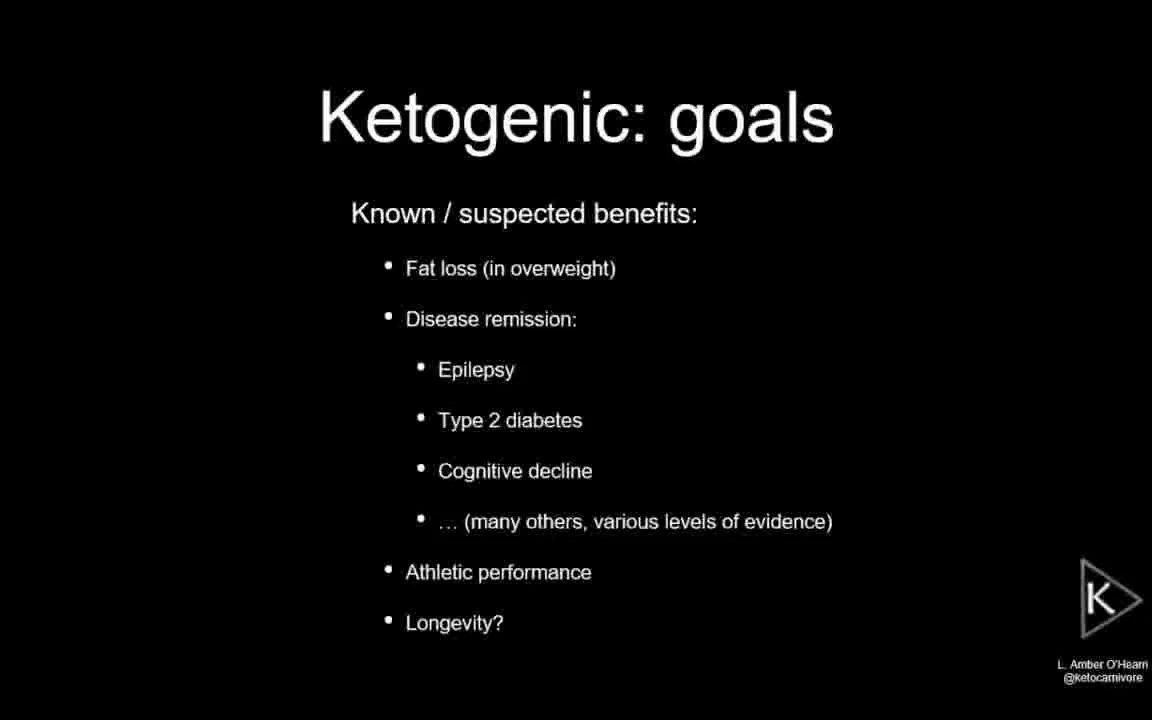 Ketogenic: goals
Known / suspected benefits:
• Fat loss (in overweight)
• Disease remission:
• Epilepsy
• Type 2 diabetes
• Cognitive decline
• … (many others, various levels of evidence)
• Athletic performance
• Longevity?
K
L. Amber O'Hearn
@ketocarnivore